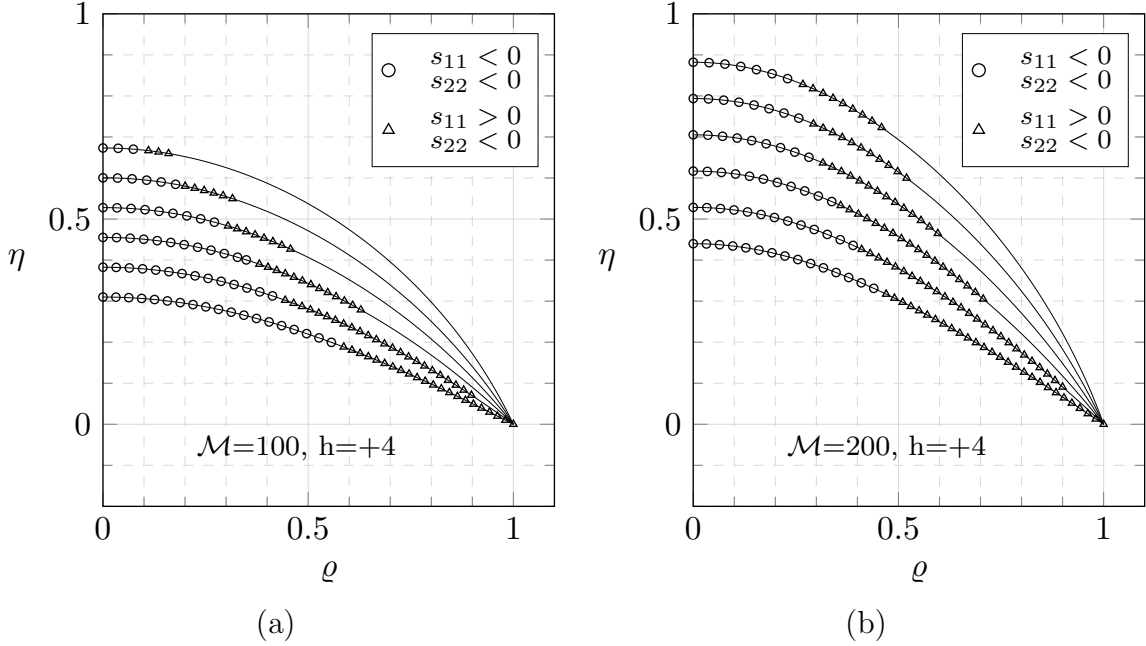 1
s₁₁ < 0
s₂₂ < 0
s₁₁ > 0
s₂₂ < 0
0.5
η
0
ℳ=100, h=+4
0
0.5
1
ϱ
(a)
1
s₁₁ < 0
s₂₂ < 0
s₁₁ > 0
s₂₂ < 0
0.5
η
0
ℳ=200, h=+4
0
0.5
1
ϱ
(b)